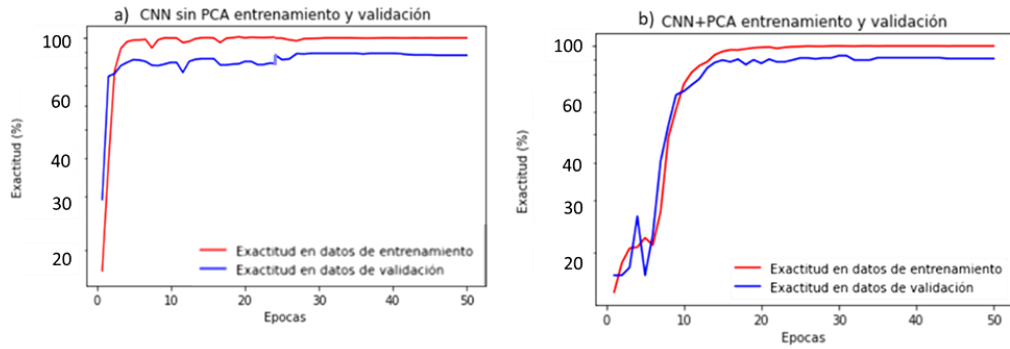 a) CNN sin PCA entrenamiento y validación
100
60
40
30
20
Exactitud (%)
Exactitud en datos de entrenamiento
Exactitud en datos de validación
0 10 20 30 40 50
Epocas
b) CNN+PCA entrenamiento y validación
100
60
40
30
20
Exactitud (%)
Exactitud en datos de entrenamiento
Exactitud en datos de validación
0 10 20 30 40 50
Epocas